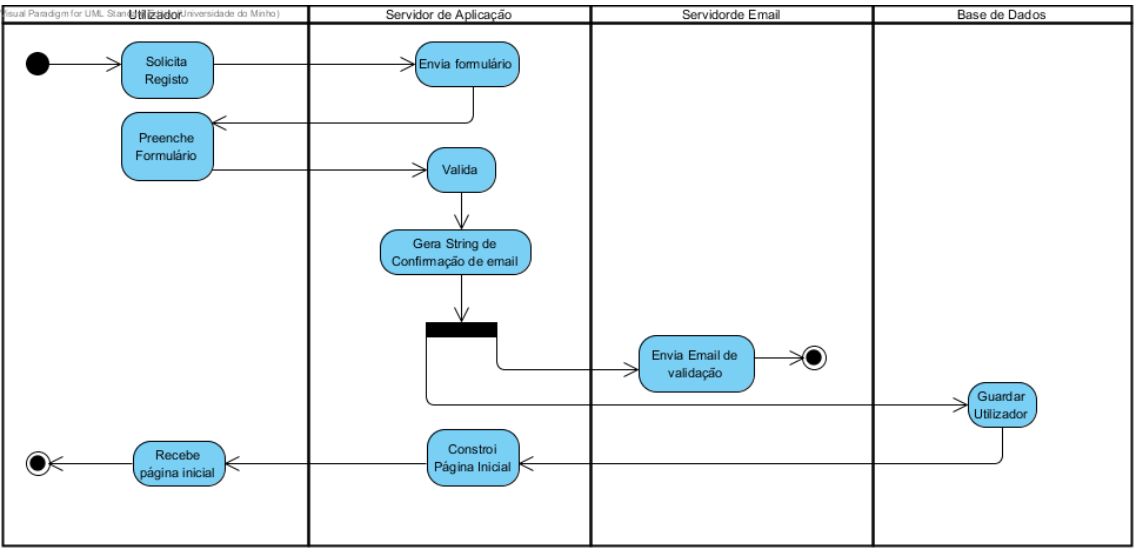 Visual Paradigm for UML Standard Edition(Universidade do Minho)
Utilizador
Servidor de Aplicação
Servidorde Email
Base de Dados
Solicita
Registo
Envia formulário
Preenche
Formulário
Valida
Gera String de
Confirmação de email
Envia Email de
validação
Guardar
Utilizador
Constroi
Página Inicial
Recebe
página inicial